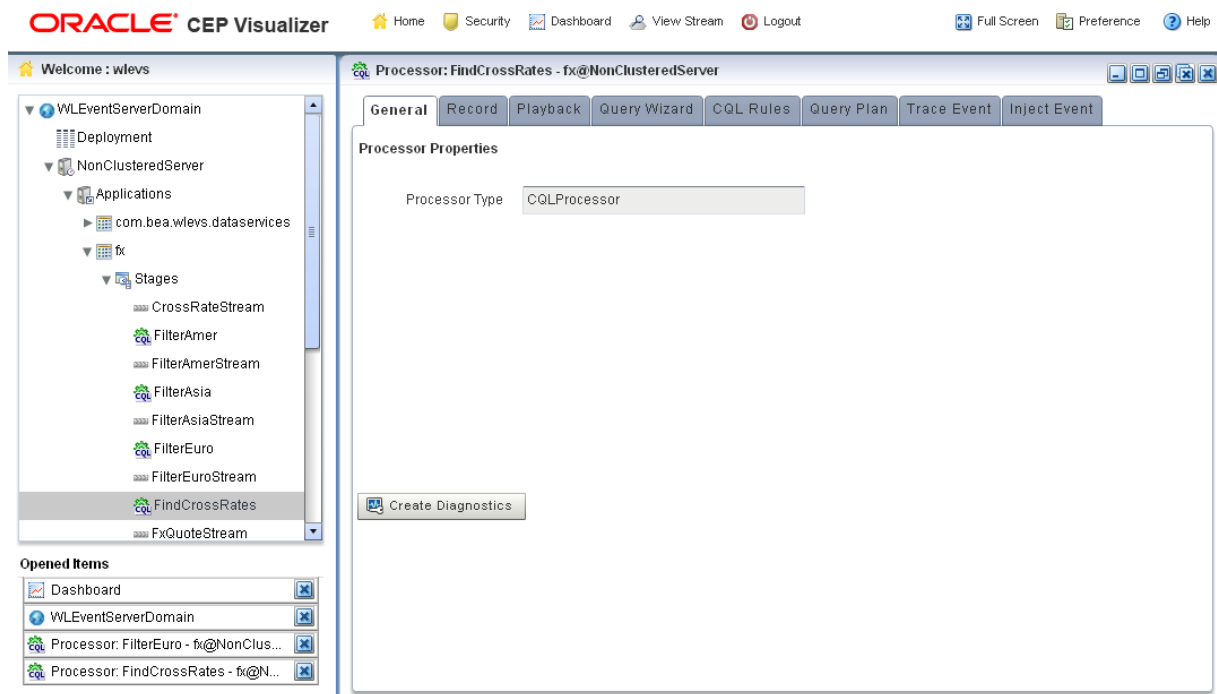 ORACLE CEP Visualizer
Home Security Dashboard View Stream Logout Full Screen Preference Help
Welcome : wlevs
WLEventServerDomain
Deployment
NonClusteredServer
Applications
com.bea.wlevs.dataservices
fx
Stages
CrossRateStream
FilterAmer
FilterAmerStream
FilterAsia
FilterAsiaStream
FilterEuro
FilterEuroStream
FindCrossRates
FxQuoteStream
Opened Items
Dashboard
WLEventServerDomain
Processor: FilterEuro - fx@NonClus...
Processor: FindCrossRates - fx@N...
Processor: FindCrossRates - fx@NonClusteredServer
General Record Playback Query Wizard CQL Rules Query Plan Trace Event Inject Event
Processor Properties
Processor Type CQLProcessor
Create Diagnostics